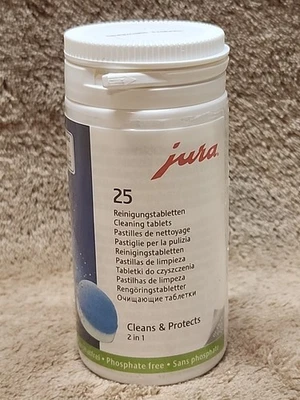 jura
25
Reinigungstabletten
Cleaning tablets
Pastilles de nettoyage
Pastiglie per la pulizia
Reinigingstabletten
Pastillas de limpieza
Tabletki do czyszczenia
Pastilhas de limpeza
Rengöringstabletter
Очищающие таблетки
Cleans & Protects
2 in 1
• Phosphate free • Sans phosphate